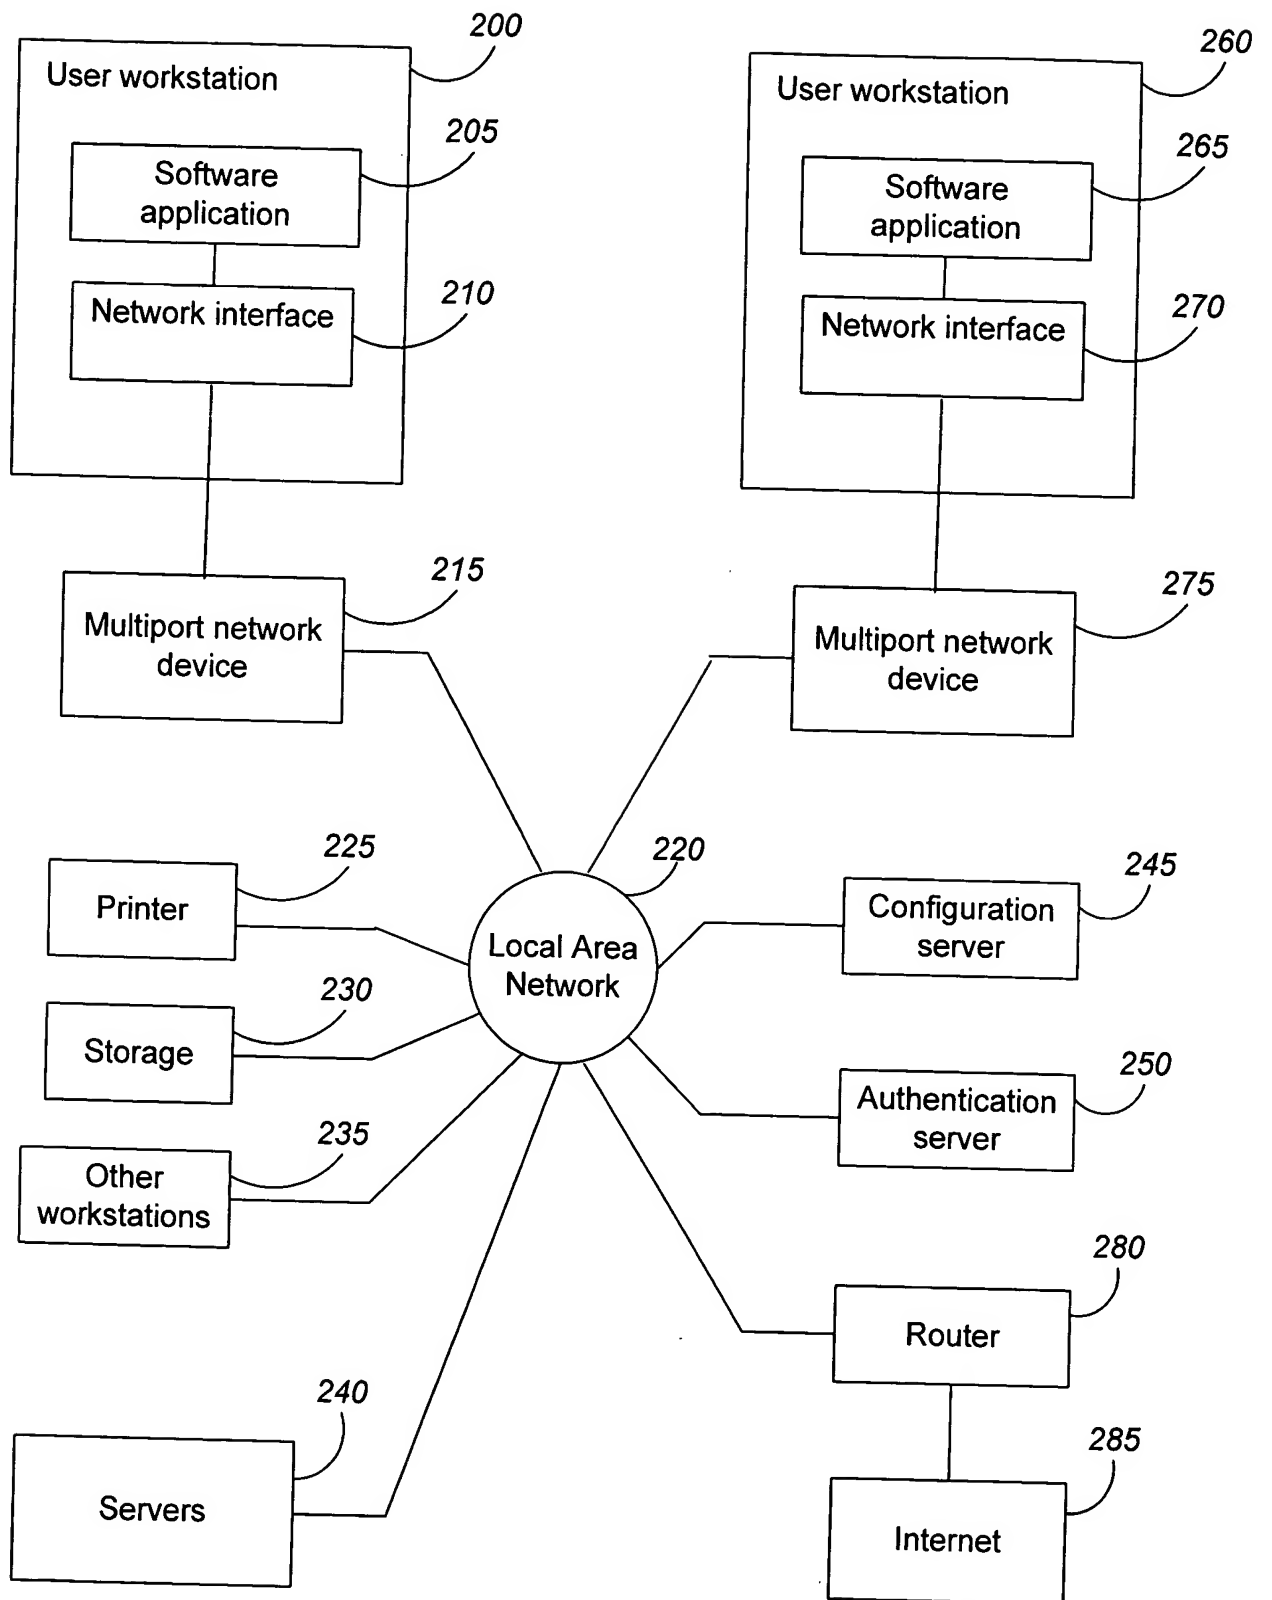 200
User workstation
205
Software
application
210
Network interface
260
User workstation
265
Software
application
270
Network interface
215
Multiport network
device
275
Multiport network
device
225
Printer
220
Local Area
Network
245
Configuration
server
230
Storage
250
Authentication
server
235
Other
workstations
280
Router
240
Servers
285
Internet